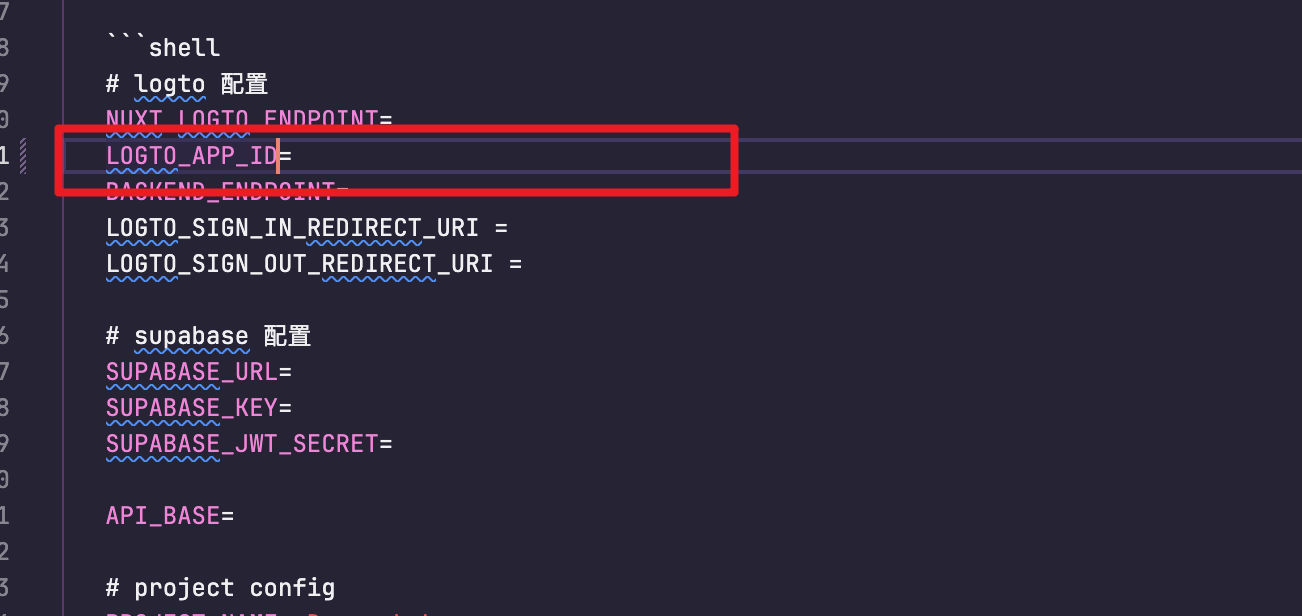 7
8 ```shell
9 # logto 配置
0 NUXT_LOGTO_ENDPOINT=
1 LOGTO_APP_ID=
2 BACKEND_ENDPOINT=
3 LOGTO_SIGN_IN_REDIRECT_URI =
4 LOGTO_SIGN_OUT_REDIRECT_URI =
5
6 # supabase 配置
7 SUPABASE_URL=
8 SUPABASE_KEY=
9 SUPABASE_JWT_SECRET=
0
1 API_BASE=
2
3 # project config